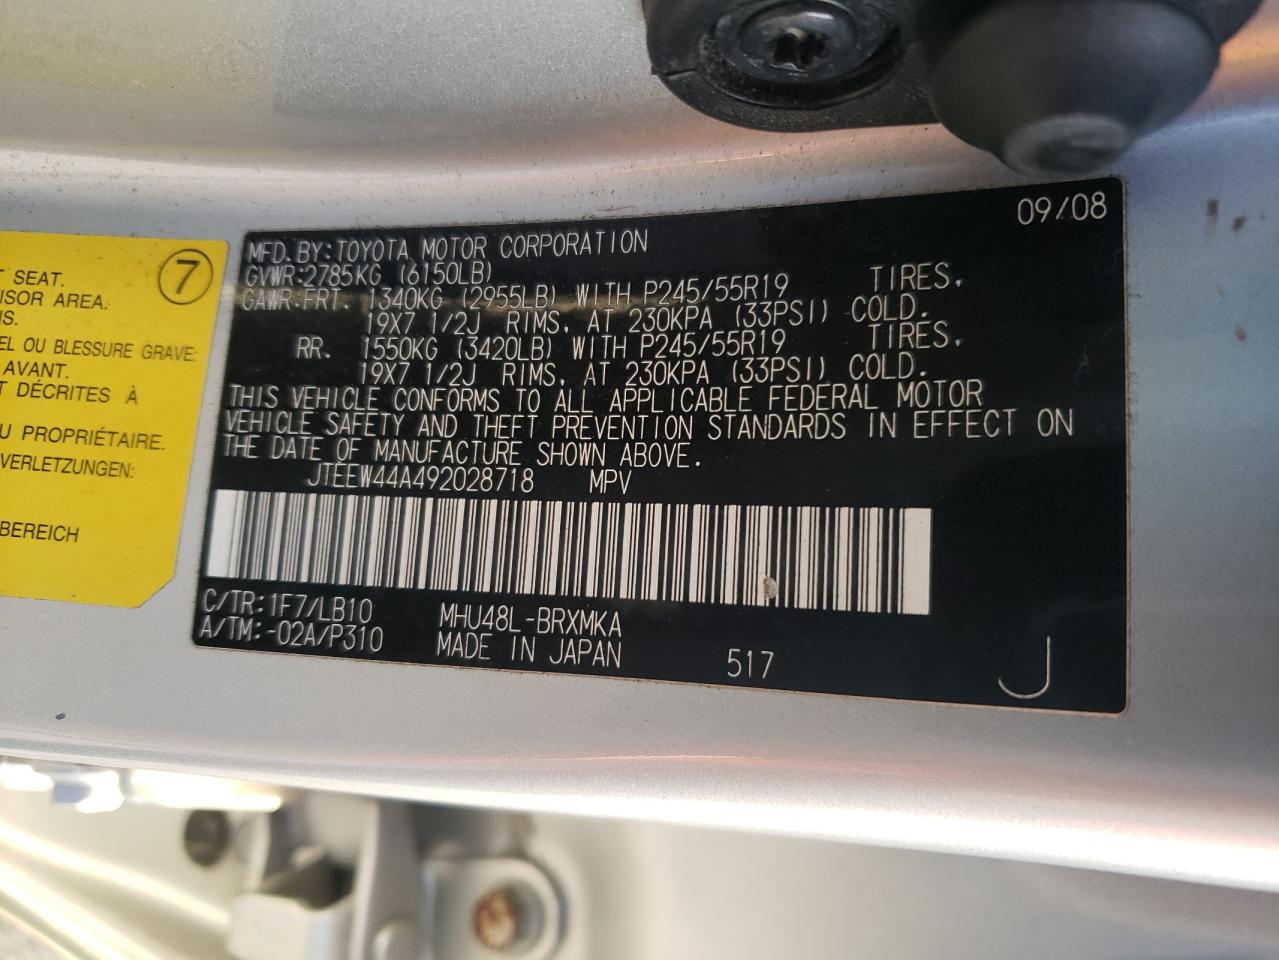 7
T SEAT.
ISOR AREA.
NS.
EL OU BLESSURE GRAVE:
AVANT.
T DÉCRITES À
U PROPRIÉTAIRE.
VERLETZUNGEN:
BEREICH
09/08
MFD. BY: TOYOTA MOTOR CORPORATION
GVWR: 2785KG (6150LB)
GAWR: FRT. 1340KG (2955LB) WITH P245/55R19 TIRES,
19X7 1/2J RIMS, AT 230KPA (33PSI) COLD.
RR. 1550KG (3420LB) WITH P245/55R19 TIRES,
19X7 1/2J RIMS, AT 230KPA (33PSI) COLD.
THIS VEHICLE CONFORMS TO ALL APPLICABLE FEDERAL MOTOR
VEHICLE SAFETY AND THEFT PREVENTION STANDARDS IN EFFECT ON
THE DATE OF MANUFACTURE SHOWN ABOVE.
JTEEW44A492028718 MPV
C/TR: 1F7/LB10 MHU48L-BRXMKA
A/TM: -02A/P310 MADE IN JAPAN 517 J